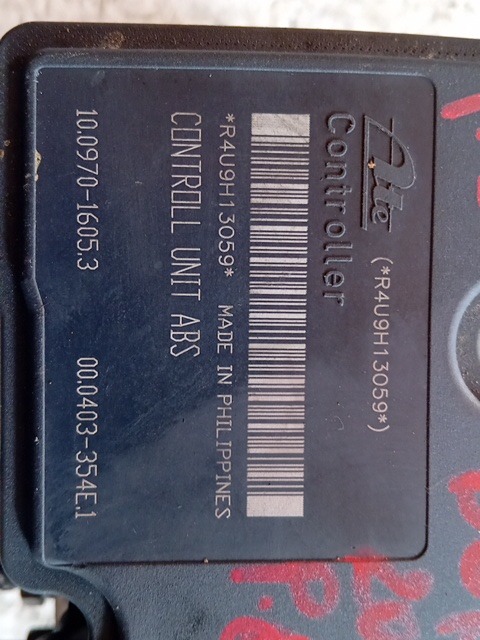 Ate
Controller
(*R4U9H13059*)
*R4U9H13059* MADE IN PHILIPPINES
CONTROLL UNIT ABS
10.0970-1605.3 00.0403-354E.1